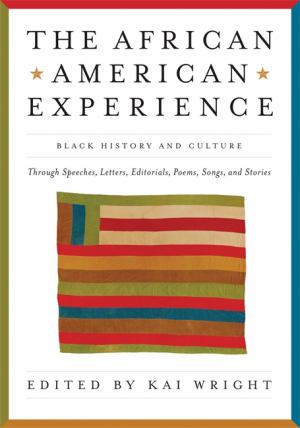 THE AFRICAN
AMERICAN
EXPERIENCE
BLACK HISTORY AND CULTURE
Through Speeches, Letters, Editorials, Poems, Songs, and Stories
EDITED BY KAI WRIGHT